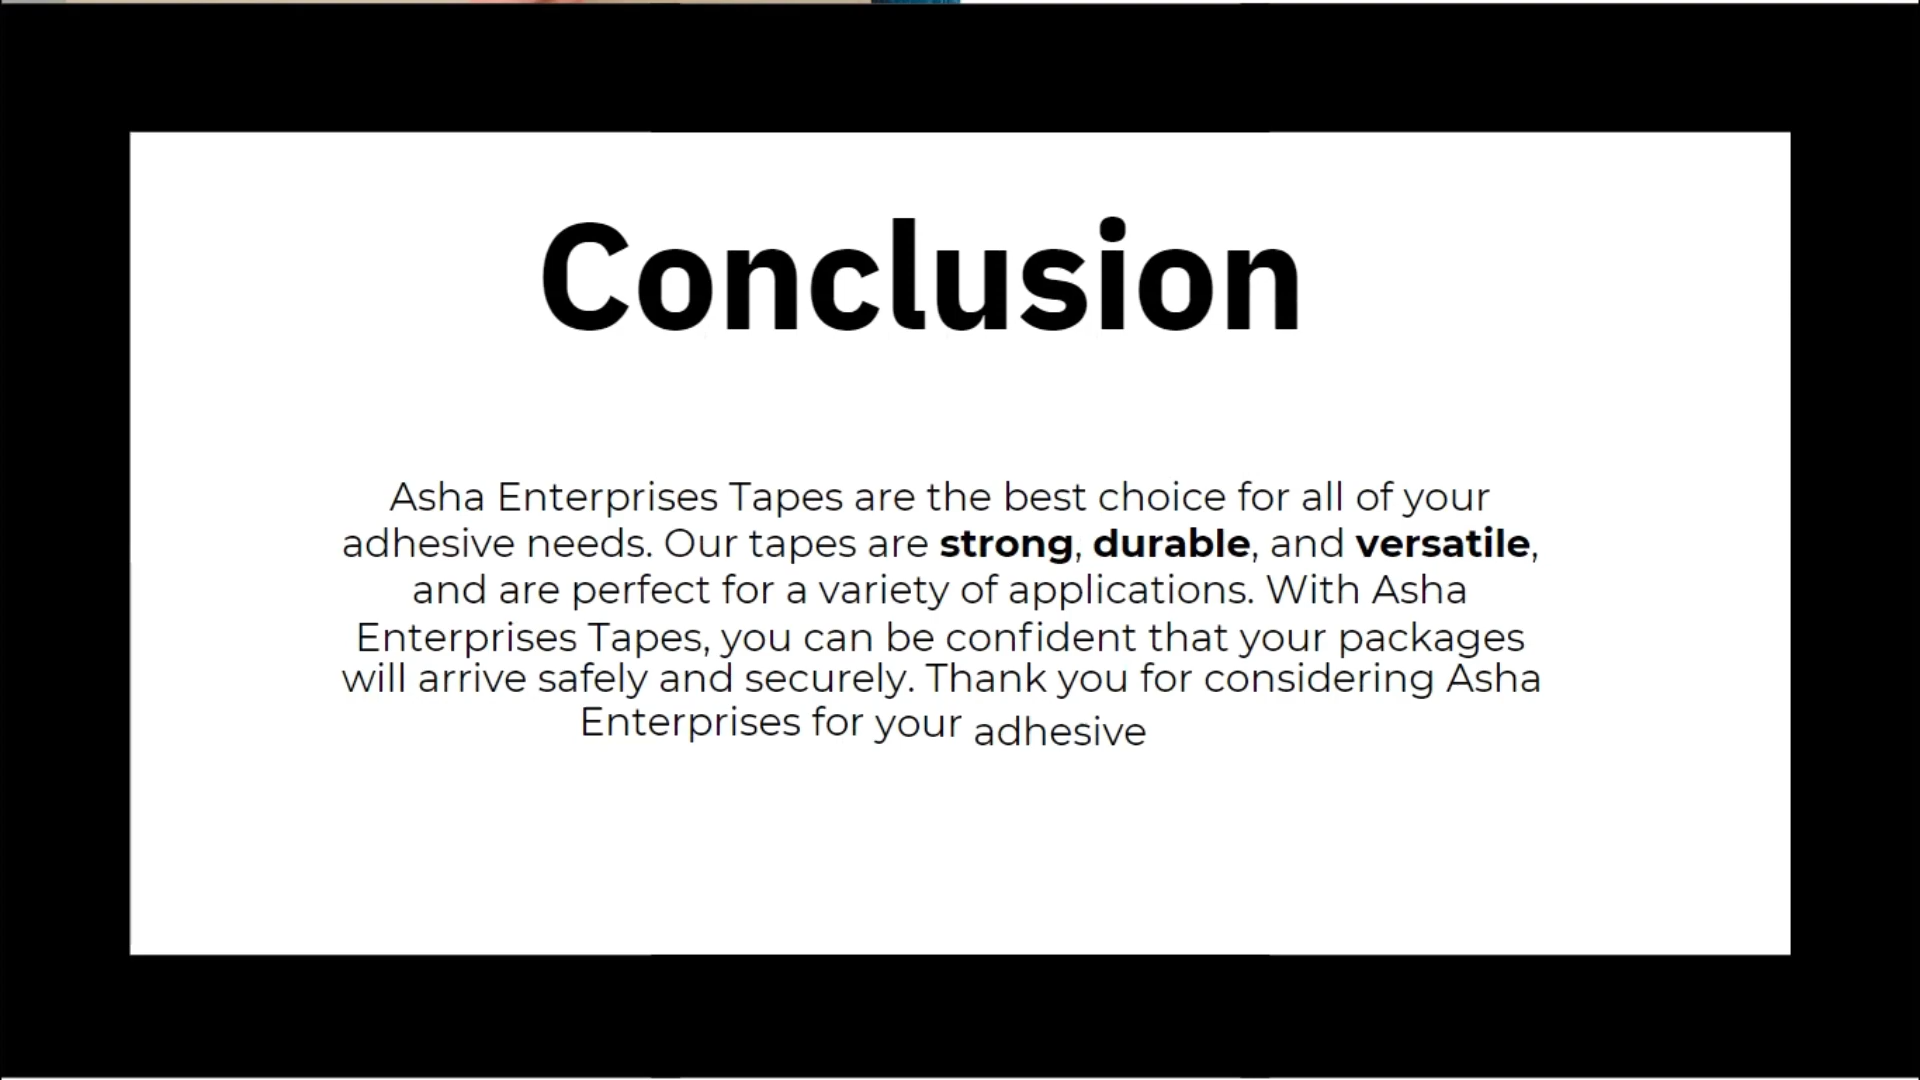 Conclusion
Asha Enterprises Tapes are the best choice for all of your
adhesive needs. Our tapes are strong, durable, and versatile,
and are perfect for a variety of applications. With Asha
Enterprises Tapes, you can be confident that your packages
will arrive safely and securely. Thank you for considering Asha
Enterprises for your adhesive